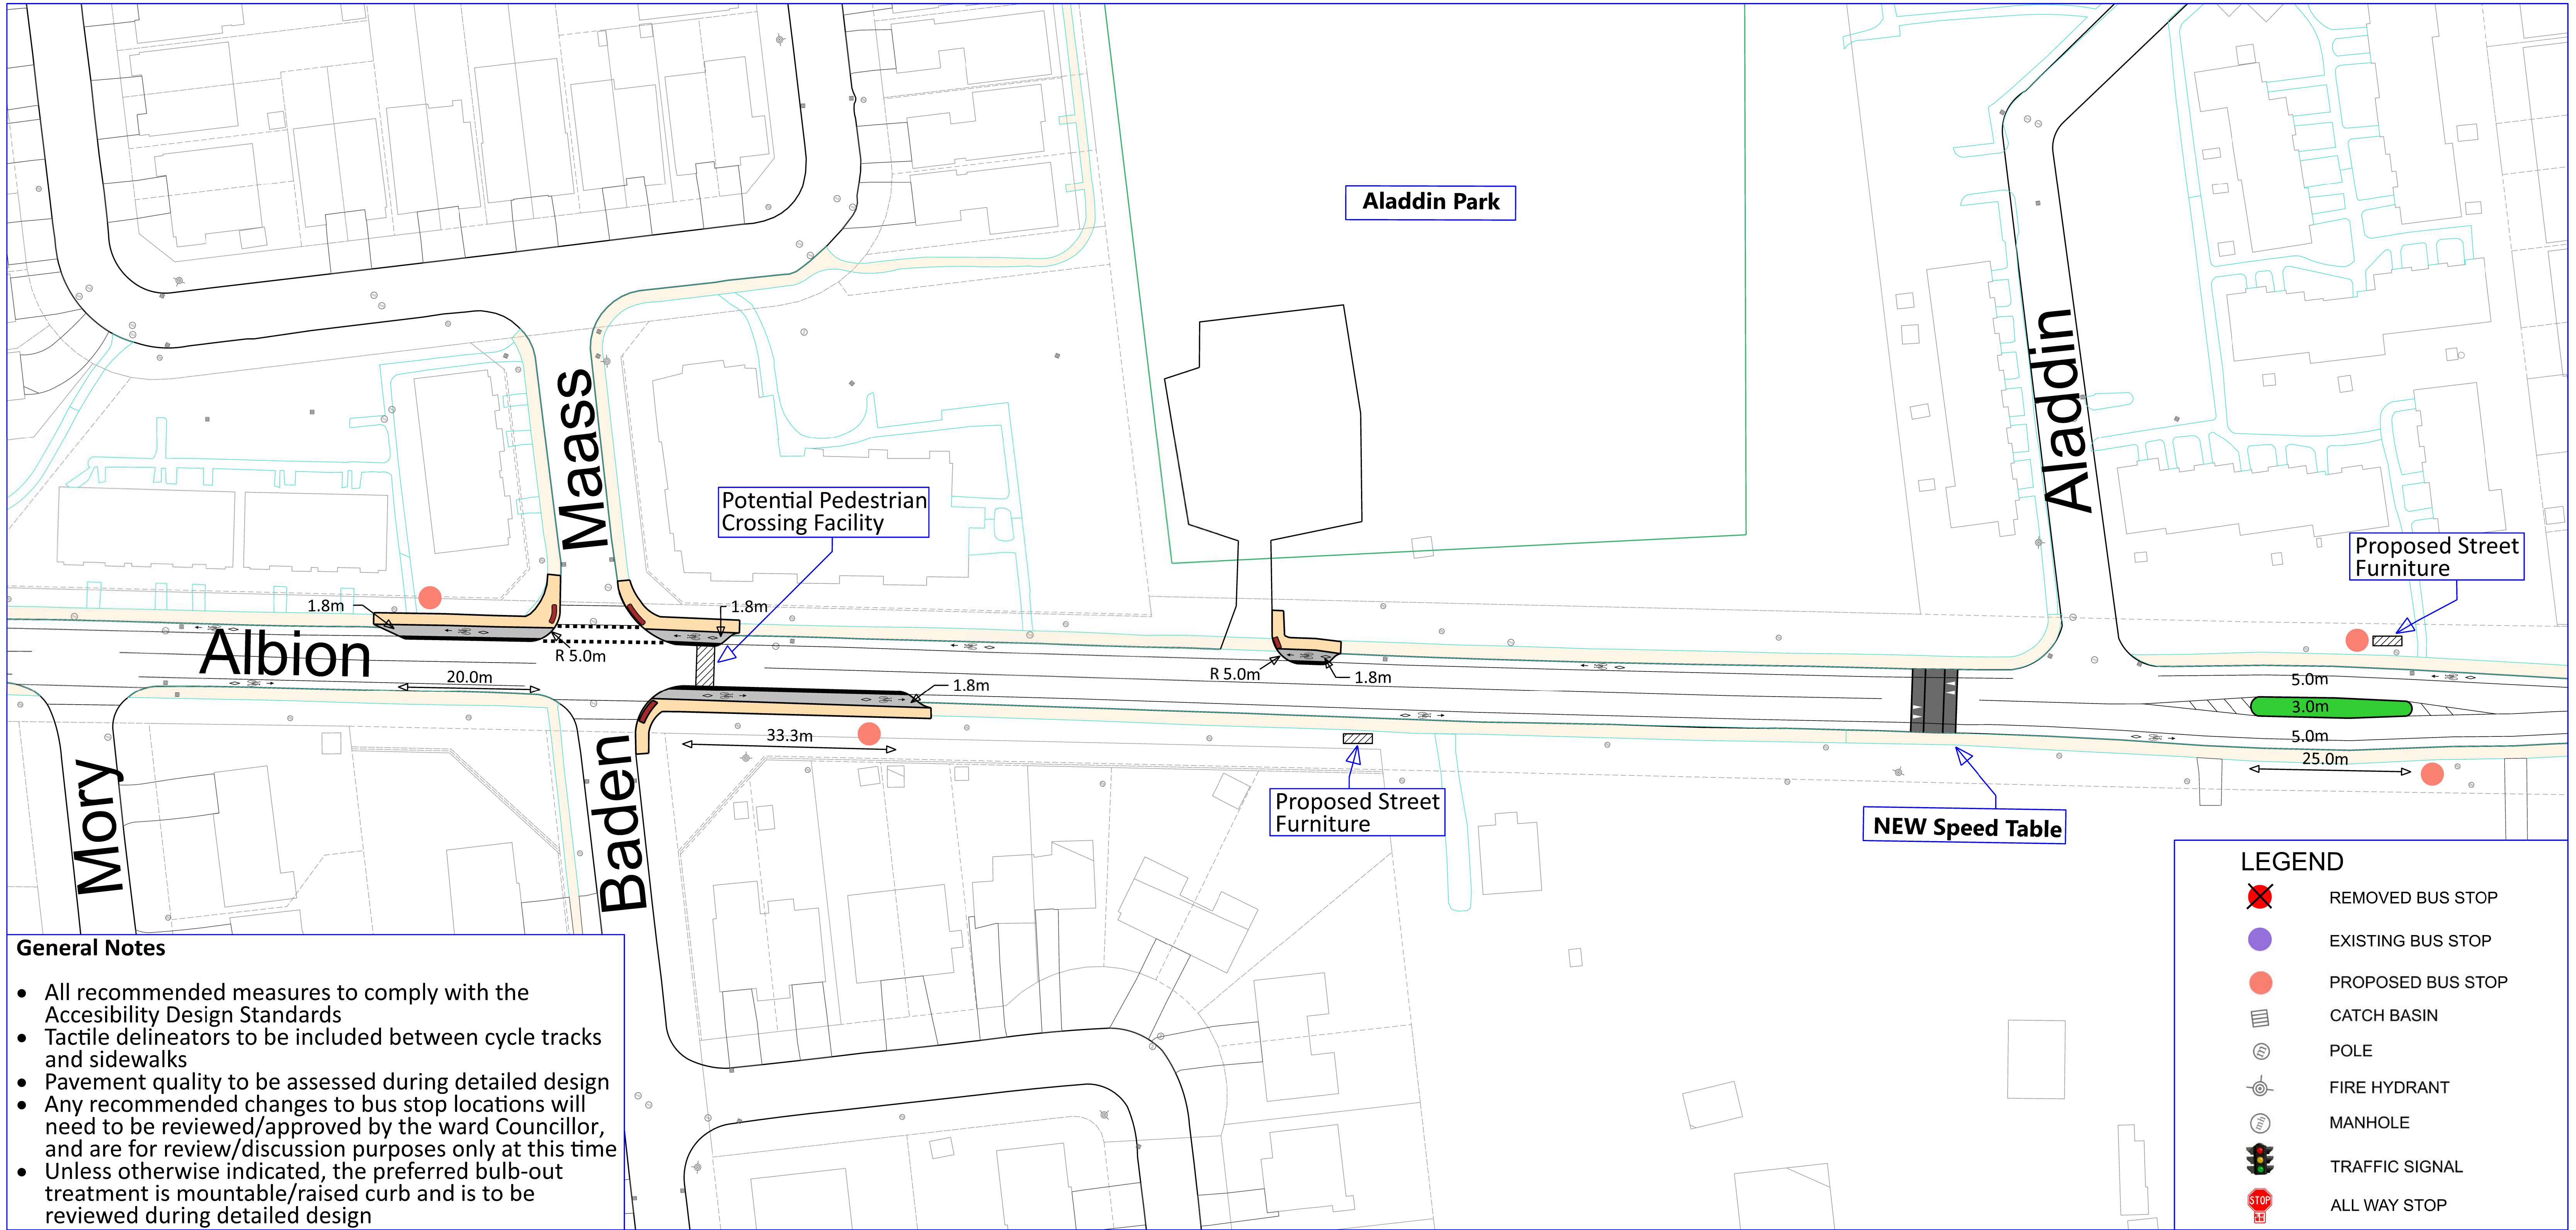 Aladdin Park
Maass
Aladdin
Potential Pedestrian
Crossing Facility
Proposed Street
Furniture
1.8m
1.8m
Albion
R 5.0m
R 5.0m
1.8m
20.0m
1.8m
5.0m
3.0m
5.0m
33.3m
25.0m
Mory
Baden
Proposed Street
Furniture
NEW Speed Table
General Notes
• All recommended measures to comply with the
Accesibility Design Standards
• Tactile delineators to be included between cycle tracks
and sidewalks
• Pavement quality to be assessed during detailed design
• Any recommended changes to bus stop locations will
need to be reviewed/approved by the ward Councillor,
and are for review/discussion purposes only at this time
• Unless otherwise indicated, the preferred bulb-out
treatment is mountable/raised curb and is to be
reviewed during detailed design
LEGEND
REMOVED BUS STOP
EXISTING BUS STOP
PROPOSED BUS STOP
CATCH BASIN
POLE
FIRE HYDRANT
MANHOLE
TRAFFIC SIGNAL
STOP
ALL WAY STOP